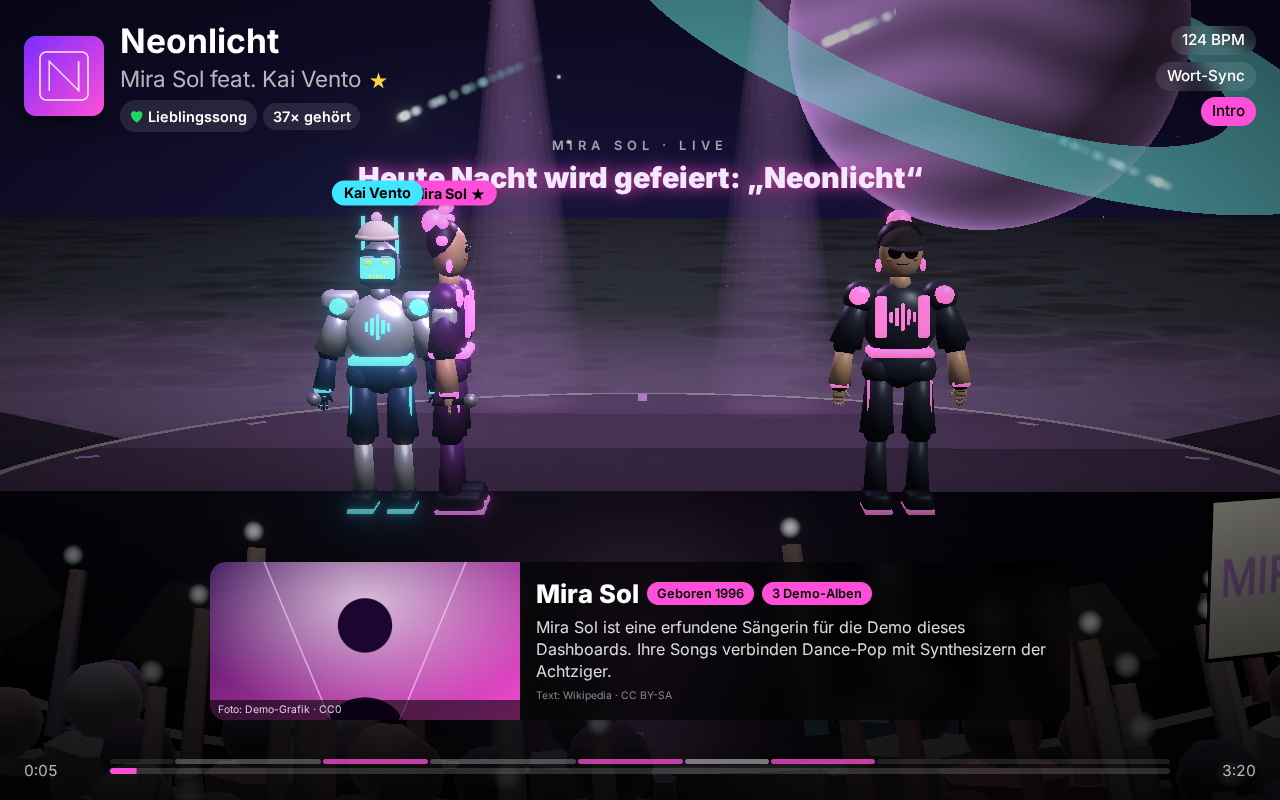 N
Neonlicht
Mira Sol feat. Kai Vento ★
Lieblingssong
37× gehört
124 BPM
Wort-Sync
Intro
MIRA SOL · LIVE
Heute Nacht wird gefeiert: „Neonlicht“
Kai Vento
ira Sol ★
Mira Sol
Geboren 1996
3 Demo-Alben
Mira Sol ist eine erfundene Sängerin für die Demo dieses
Dashboards. Ihre Songs verbinden Dance-Pop mit Synthesizern der
Achtziger.
Text: Wikipedia · CC BY-SA
Foto: Demo-Grafik · CC0
MI
0:05
3:20